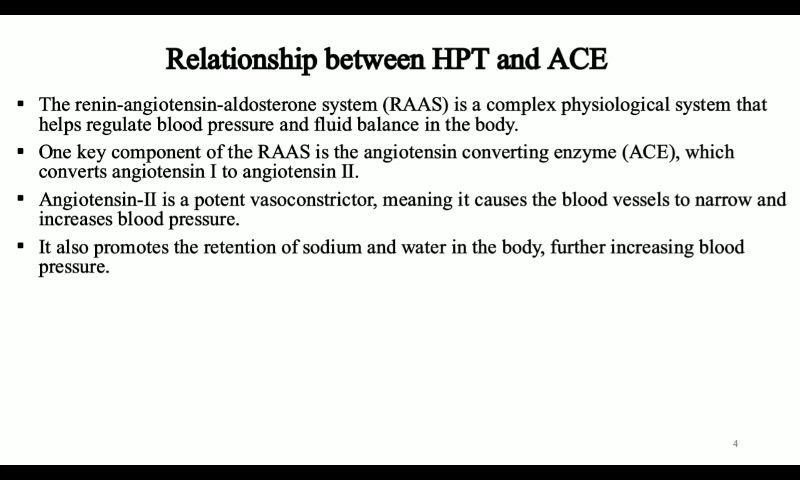 Relationship between HPT and ACE
▪ The renin-angiotensin-aldosterone system (RAAS) is a complex physiological system that
helps regulate blood pressure and fluid balance in the body.
▪ One key component of the RAAS is the angiotensin converting enzyme (ACE), which
converts angiotensin I to angiotensin II.
▪ Angiotensin-II is a potent vasoconstrictor, meaning it causes the blood vessels to narrow and
increases blood pressure.
▪ It also promotes the retention of sodium and water in the body, further increasing blood
pressure.
4